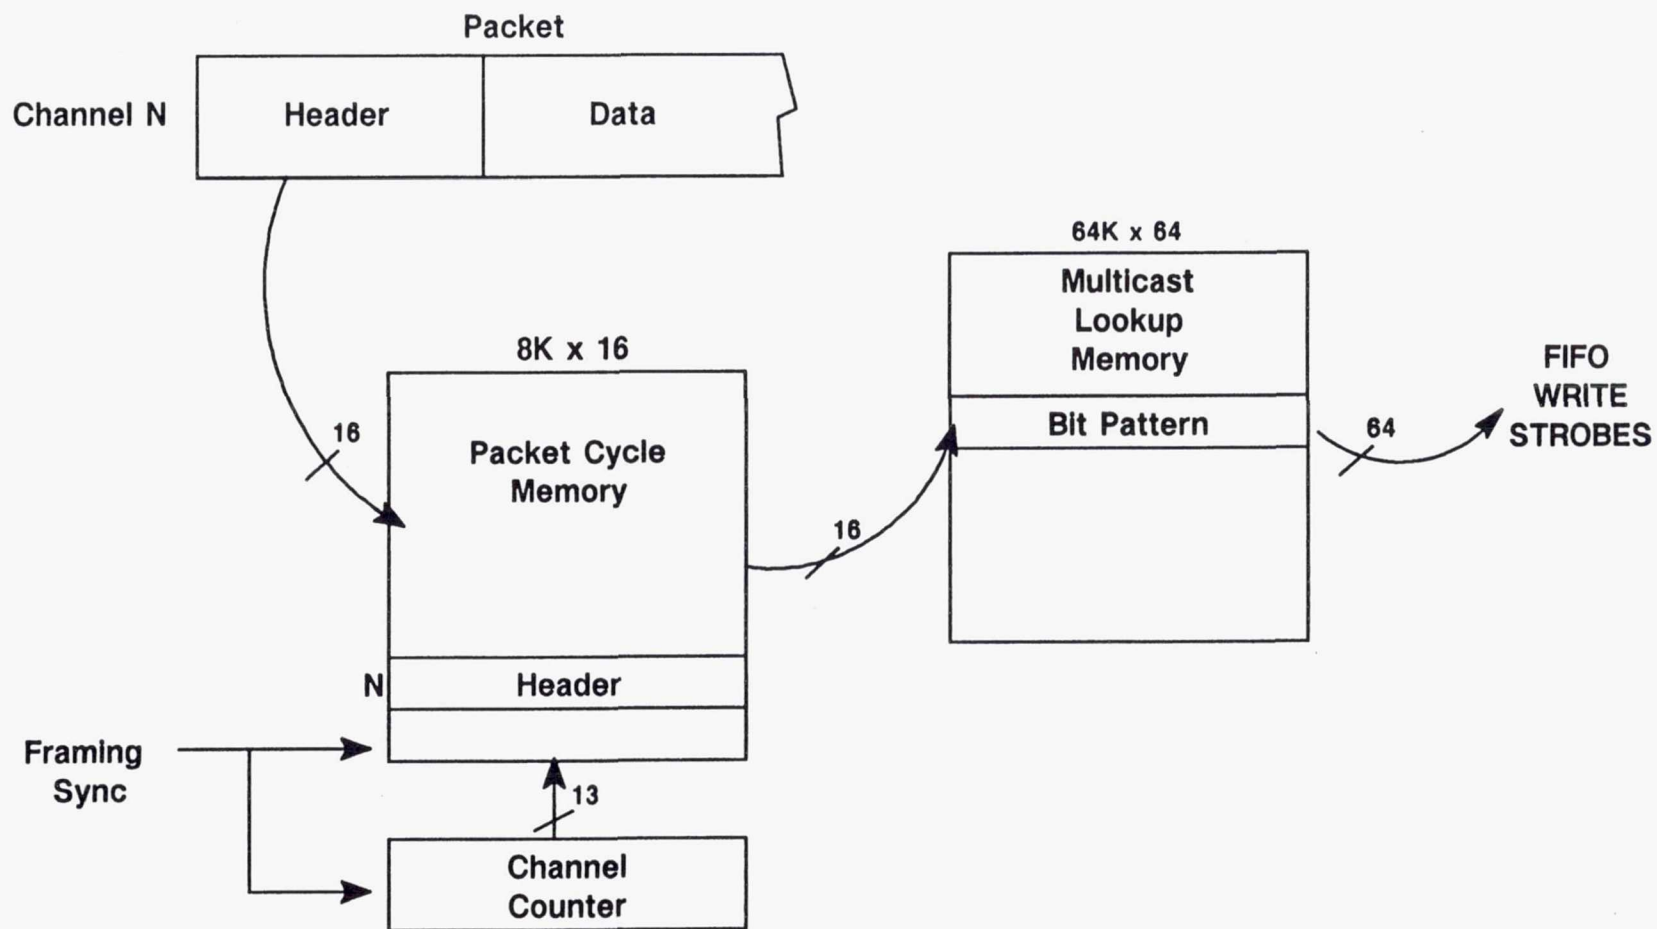 Packet
Channel N
Header
Data
64K x 64
Multicast
Lookup
Memory
Bit Pattern
64
FIFO
WRITE
STROBES
8K x 16
16
Packet Cycle
Memory
16
N
Header
Framing
Sync
13
Channel
Counter